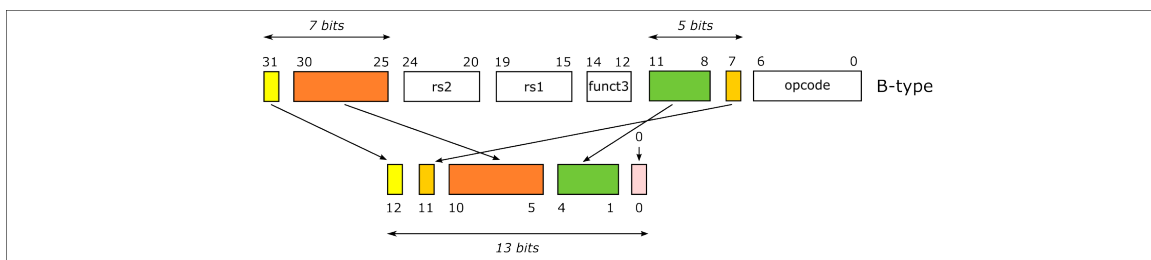 7 bits 5 bits
31 30 25 24 20 19 15 14 12 11 8 7 6 0
rs2 rs1 funct3 opcode B-type
0
12 11 10 5 4 1 0
13 bits